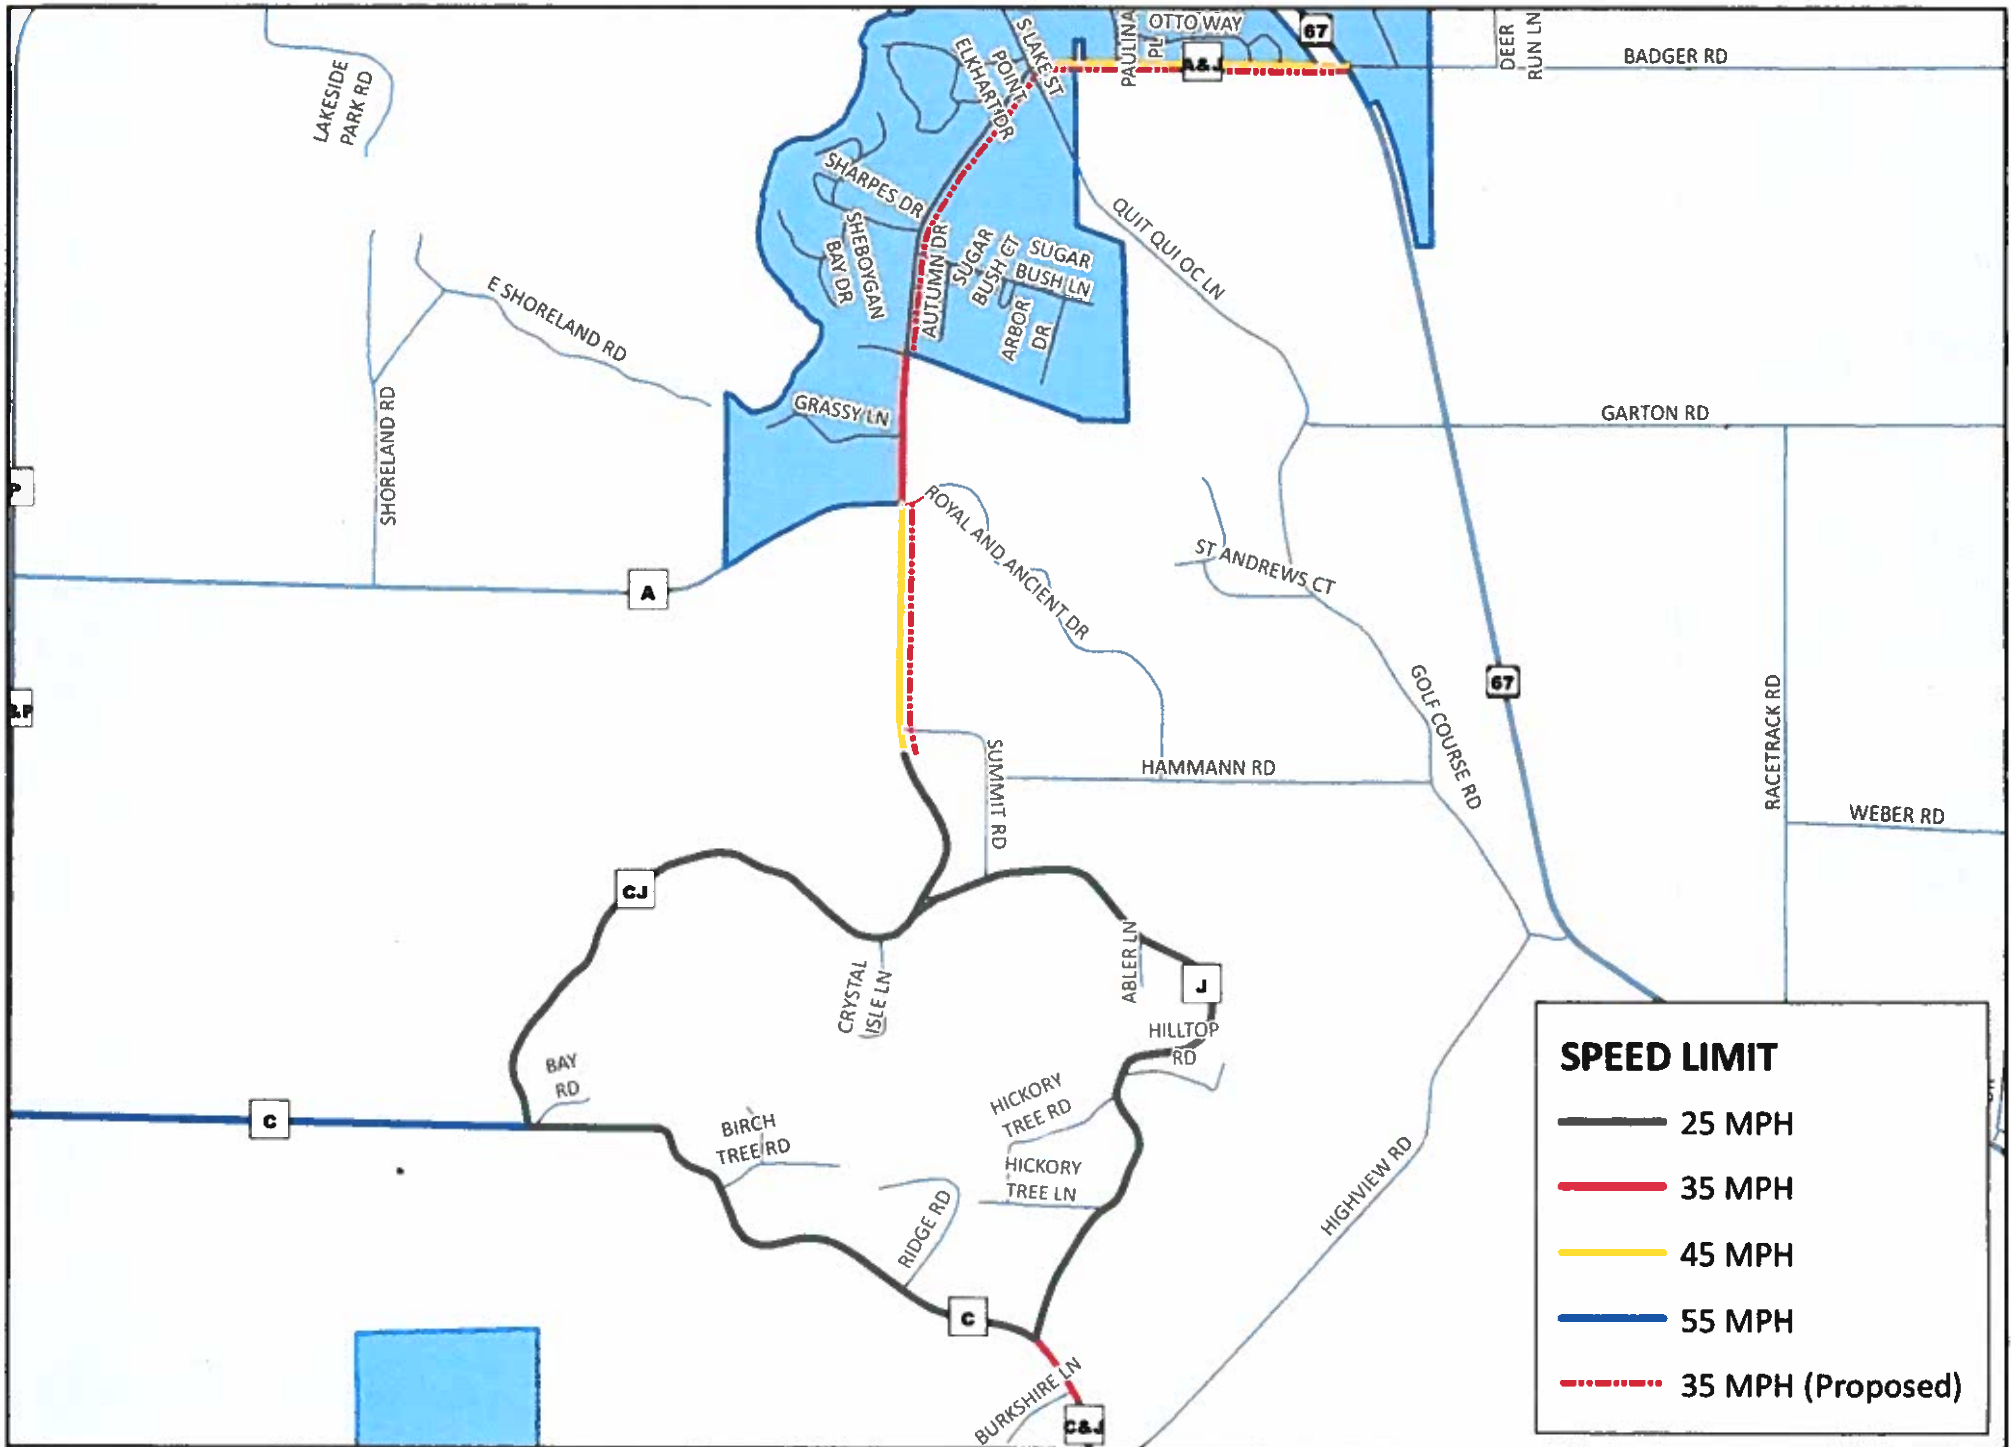 67
OTTO WAY
PAULINA
PL
S LAKE ST
DEER
RUN LN
BADGER RD
A&J
ELKHART DR
POINT
LAKESIDE
PARK RD
SHARPES DR
SHEBOYGAN
BAY DR
AUTUMN DR
SUGAR
BUSH CT
SUGAR
BUSH LN
ARBOR
DR
QUIT QUI OC LN
E SHORELAND RD
SHORELAND RD
GRASSY LN
GARTON RD
P
ROYAL AND ANCIENT DR
ST ANDREWS CT
A
67
GOLF COURSE RD
RACETRACK RD
&P
SUMMIT RD
HAMMANN RD
WEBER RD
CJ
ABLER LN
CRYSTAL
ISLE LN
J
HILLTOP
RD
BAY
RD
HICKORY
TREE RD
C
BIRCH
TREE RD
HICKORY
TREE LN
RIDGE RD
HIGHVIEW RD
C
BURKSHIRE LN
C&J
SPEED LIMIT
25 MPH
35 MPH
45 MPH
55 MPH
35 MPH (Proposed)